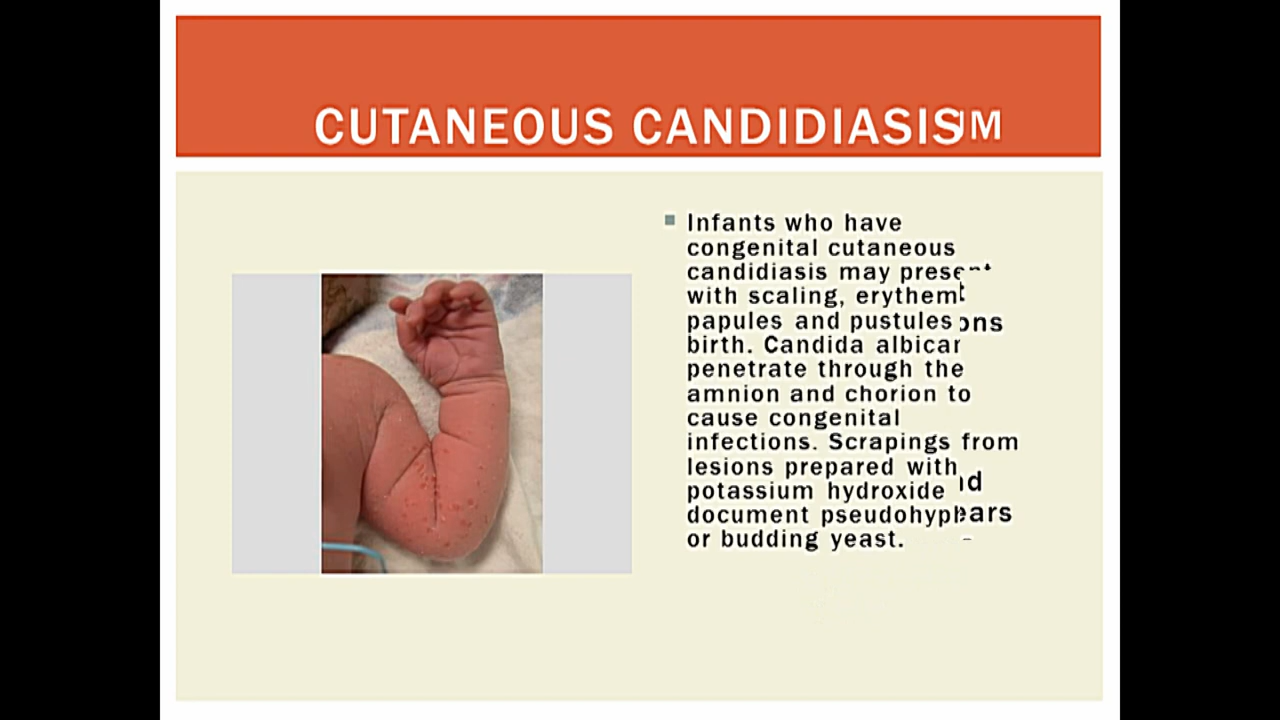 CUTANEOUS CANDIDIASIS
Infants who have
congenital cutaneous
candidiasis may present
with scaling, erythem
papules and pustules
birth. Candida albican
penetrate through the
amnion and chorion to
cause congenital
infections. Scrapings from
lesions prepared with
potassium hydroxide
document pseudohyph
or budding yeast.